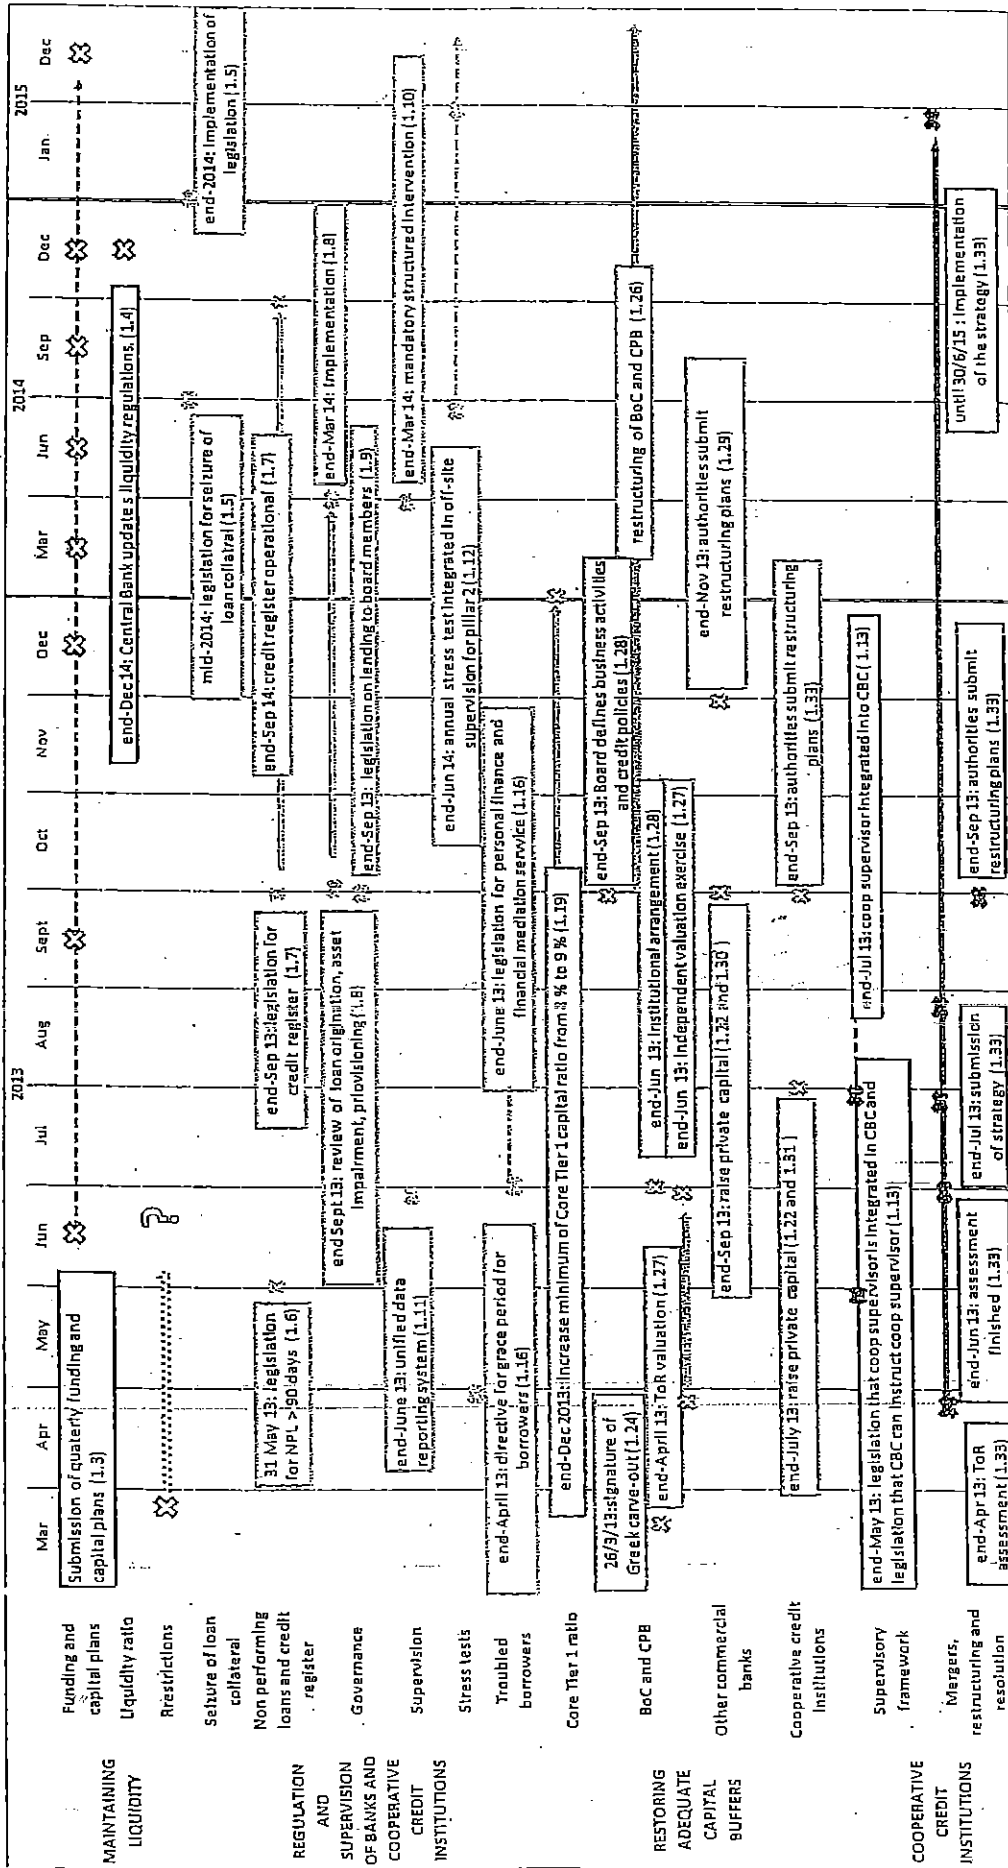 2013
2014
2015
Mar
Apr
May
Jun
Jul
Aug
Sept
Oct
Nov
Dec
Mar
Jun
Sep
Dec
Jan.
Dec
MAINTAINING
LIQUIDITY
Funding and
capital plans
Submission of quaterly funding and
capital plans (1.3)
Liquidity ratio
end-Dec14: Central Bank update s liquidity regulations. (1.4)
Rrestrictions
?
REGULATION
AND
SUPERVISION
OF BANKS AND
COOPERATIVE
CREDIT
INSTITUTIONS
Seizure of loan
collateral
mid-2014: legislation for seizure of
loan collatral (1.5)
end-2014: Implementation of
legislation (1.5)
Non performing
loans and credit
register
31 May 13: legislation
for NPL > 90 days (1.6)
end-Sep 13: legislation for
credit register (1.7)
end-Sep 14: credit register operational (1.7)
Governance
end Sept 13: review of loan origination, asset
impairment, priovisioning (1.8)
end-Mar 14: Implementation (1.8)
end-Sep 13: legislation on lending to board members (1.9)
Supervision
end-June 13: unified data
reporting system (1.11)
end-Mar 14: mandatory structured Intervention (1.10)
Stress tests
end-Jun 14: annual stress test integrated in off-site
supervision for pillar 2 (1.12)
Troubled
borrowers
end-April 13: directive for grace period for
borrowers (1.16)
end-June 13: legislation for personal finance and
financial mediation service (1.16)
RESTORING
ADEQUATE
CAPITAL
BUFFERS
Core Tier 1 ratio
end-Dec 2013: Increase minimum of Core Tier 1 capital ratio from 8 % to 9 % (1.19)
BoC and CPB
26/3/13: signature of
Greek carve-out (1.24)
end-Sep 13: Board defines business activities
and credit policies (1.28)
end-April 13: ToR valuation (1.27)
end-Jun 13: Institutional arrangement (1.28)
restructuring of BoC and CPB (1.26)
end-Jun 13: Independent valuation exercise (1.27)
Other commercial
banks
end-Sep 13: raise private capital (1.22 and 1.30)
end-Nov 13: authorities submit
restructuring plans (1.29)
Cooperative credit
Institutions
end-July 13: raise private capital (1.22 and 1.31)
end-Sep 13: authorities submit restructuring
plans (1.33)
COOPERATIVE
CREDIT
INSTITUTIONS
Supervisory
framework
end-May 13: legislation that coop supervisor is integrated in CBC and
legislation that CBC can instruct coop supervisor (1.13)
end-Jul 13: coop supervisor integrated into CBC (1.13)
Mergers,
restructuring and
resolution
end-Apr 13: ToR
assessment (1.33)
end-Jun 13: assessment
finished (1.33)
end-Jul 13: submission
of strategy (1.33)
end-Sep 13: authorities submit
restructuring plans (1.33)
until 30/6/15 : Implementation
of the strategy (1.33)